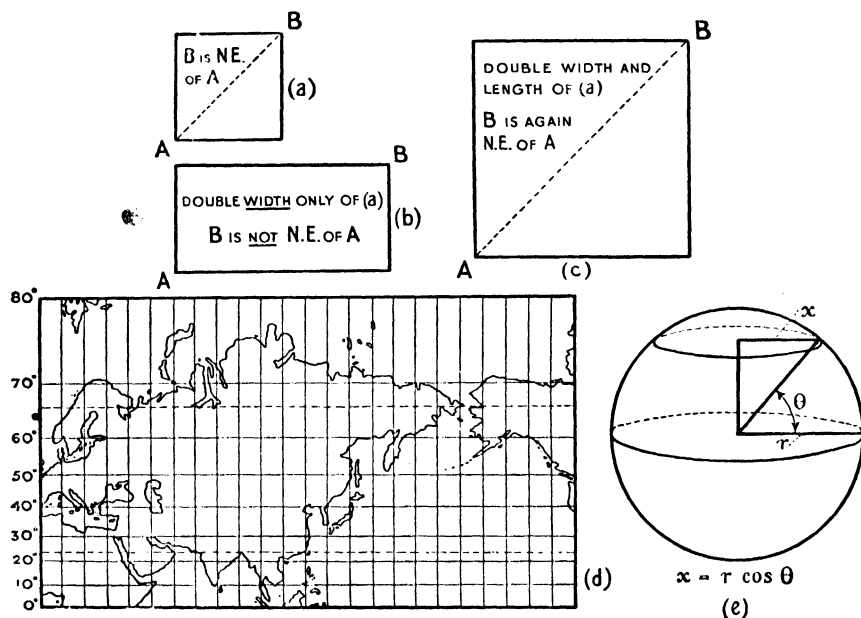 B
B IS N.E.
OF A
(a)
A
B
DOUBLE WIDTH ONLY OF (a)
B IS NOT N.E. OF A
(b)
A
B
DOUBLE WIDTH AND
LENGTH OF (a)
B IS AGAIN
N.E. OF A
A
(c)
80°
70°
60°
50°
40°
30°
20°
10°
0°
(d)
x
θ
r
x = r cos θ
(e)